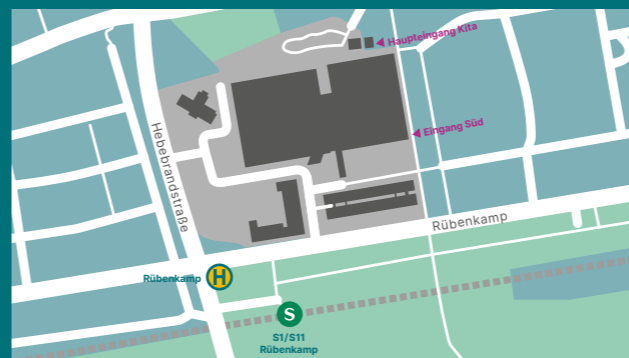 Haupteingang Kita
Eingang Süd
Hebebrandstraße
Rübenkamp
Rübenkamp
H
S
S1/S11
Rübenkamp